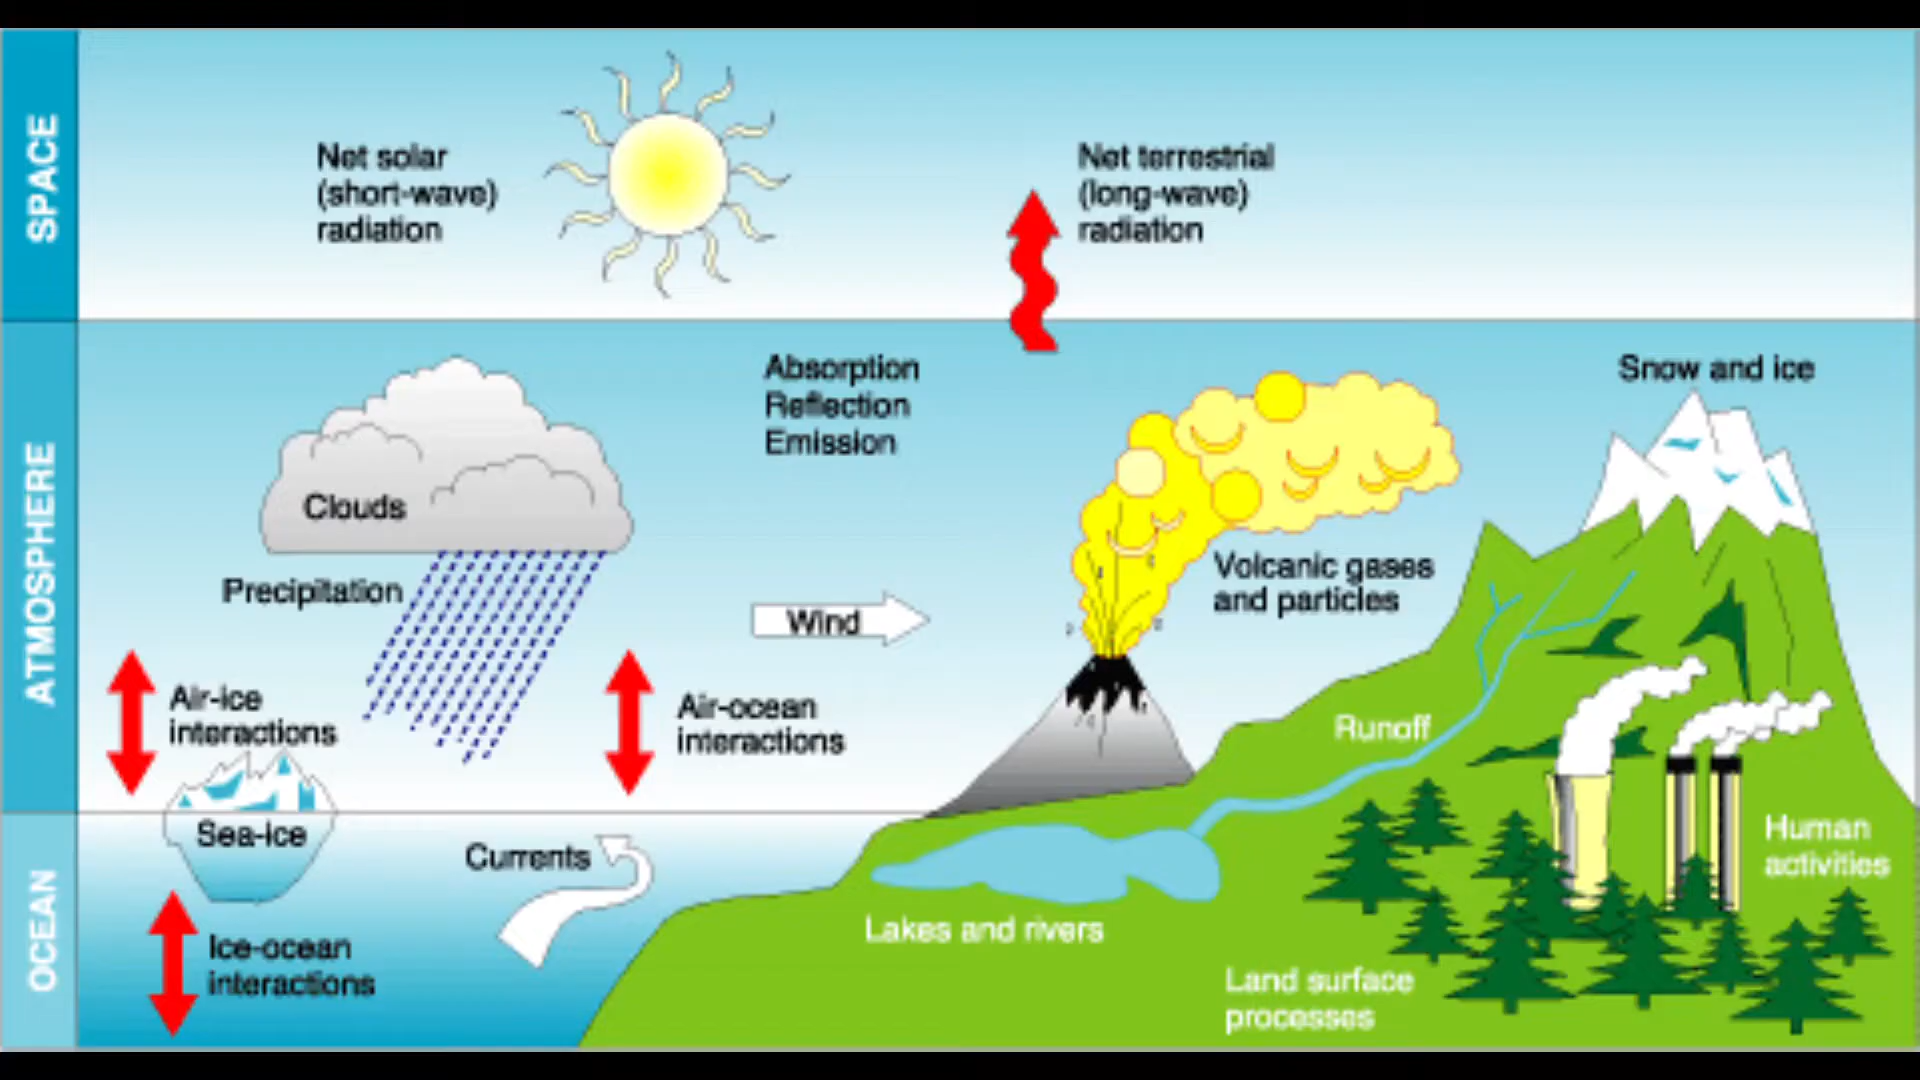 SPACE
Net solar
(short-wave)
radiation
Net terrestrial
(long-wave)
radiation
ATMOSPHERE
Absorption
Reflection
Emission
Snow and ice
Clouds
Precipitation
Wind
Volcanic gases
and particles
Air-ice
interactions
Air-ocean
interactions
Runoff
OCEAN
Sea-ice
Currents
Human
activities
Lakes and rivers
Ice-ocean
interactions
Land surface
processes